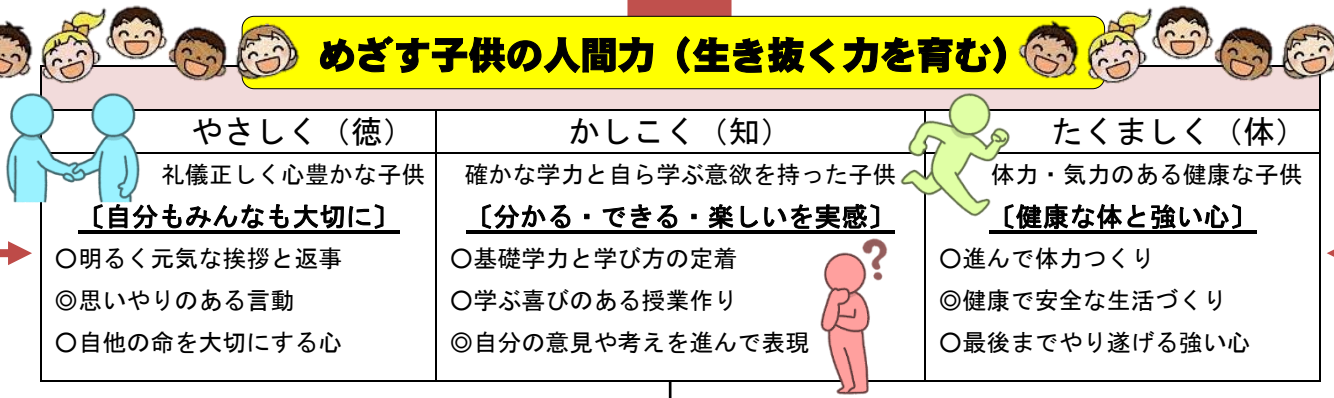 めざす子供の人間力（生き抜く力を育む）
やさしく（徳）
礼儀正しく心豊かな子供
〔自分もみんなも大切に〕
〇明るく元気な挨拶と返事
◎思いやりのある言動
〇自他の命を大切にする心
かしこく（知）
確かな学力と自ら学ぶ意欲を持った子供
〔分かる・できる・楽しいを実感〕
〇基礎学力と学び方の定着
〇学ぶ喜びのある授業作り
◎自分の意見や考えを進んで表現
?
たくましく（体）
体力・気力のある健康な子供
〔健康な体と強い心〕
〇進んで体力つくり
◎健康で安全な生活づくり
〇最後までやり遂げる強い心